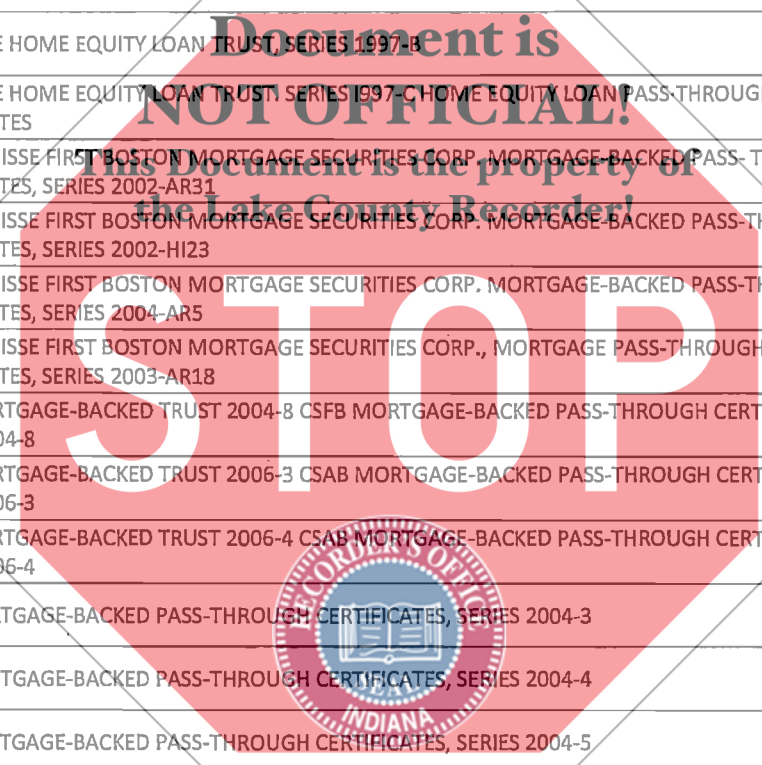 Document is
NOT OFFICIAL!
This Document is the property of
the Lake County Recorder!
STOP
E HOME EQUITY LOAN TRUST, SERIES 1997-B
E HOME EQUITY LOAN TRUST. SERIES I997-C HOME EQUITY LOAN PASS-THROUG
TES
ISSE FIRST BOSTON MORTGAGE SECURITIES CORP. MORTGAGE-BACKED PASS- T
TES, SERIES 2002-AR31
ISSE FIRST BOSTON MORTGAGE SECURITIES CORP. MORTGAGE-BACKED PASS-TH
TES, SERIES 2002-HI23
ISSE FIRST BOSTON MORTGAGE SECURITIES CORP. MORTGAGE-BACKED PASS-TH
TES, SERIES 2004-AR5
ISSE FIRST BOSTON MORTGAGE SECURITIES CORP., MORTGAGE PASS-THROUGH
TES, SERIES 2003-AR18
RTGAGE-BACKED TRUST 2004-8 CSFB MORTGAGE-BACKED PASS-THROUGH CERT
04-8
RTGAGE-BACKED TRUST 2006-3 CSAB MORTGAGE-BACKED PASS-THROUGH CERT
06-3
RTGAGE-BACKED TRUST 2006-4 CSAB MORTGAGE-BACKED PASS-THROUGH CERT
06-4
TGAGE-BACKED PASS-THROUGH CERTIFICATES, SERIES 2004-3
TGAGE-BACKED PASS-THROUGH CERTIFICATES, SERIES 2004-4
TGAGE-BACKED PASS-THROUGH CERTIFICATES, SERIES 2004-5
RECORDER'S OFFICE
SEAL
INDIANA